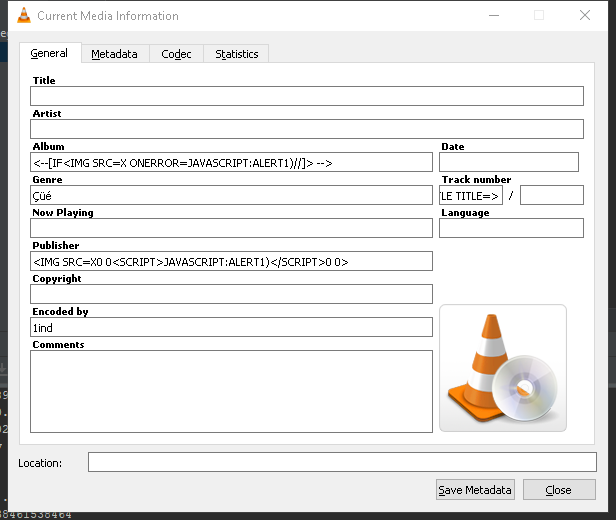 Current Media Information
General Metadata Codec Statistics
Title
Artist
Album Date
<--[IF<IMG SRC=X ONERROR=JAVASCRIPT:ALERT1)//]> -->
Genre Track number
Çüé LE TITLE=> /
Now Playing Language
Publisher
<IMG SRC=X0 0<SCRIPT>JAVASCRIPT:ALERT1)</SCRIPT>0 0>
Copyright
Encoded by
1ind
Comments
Location:
Save Metadata Close
38461538464